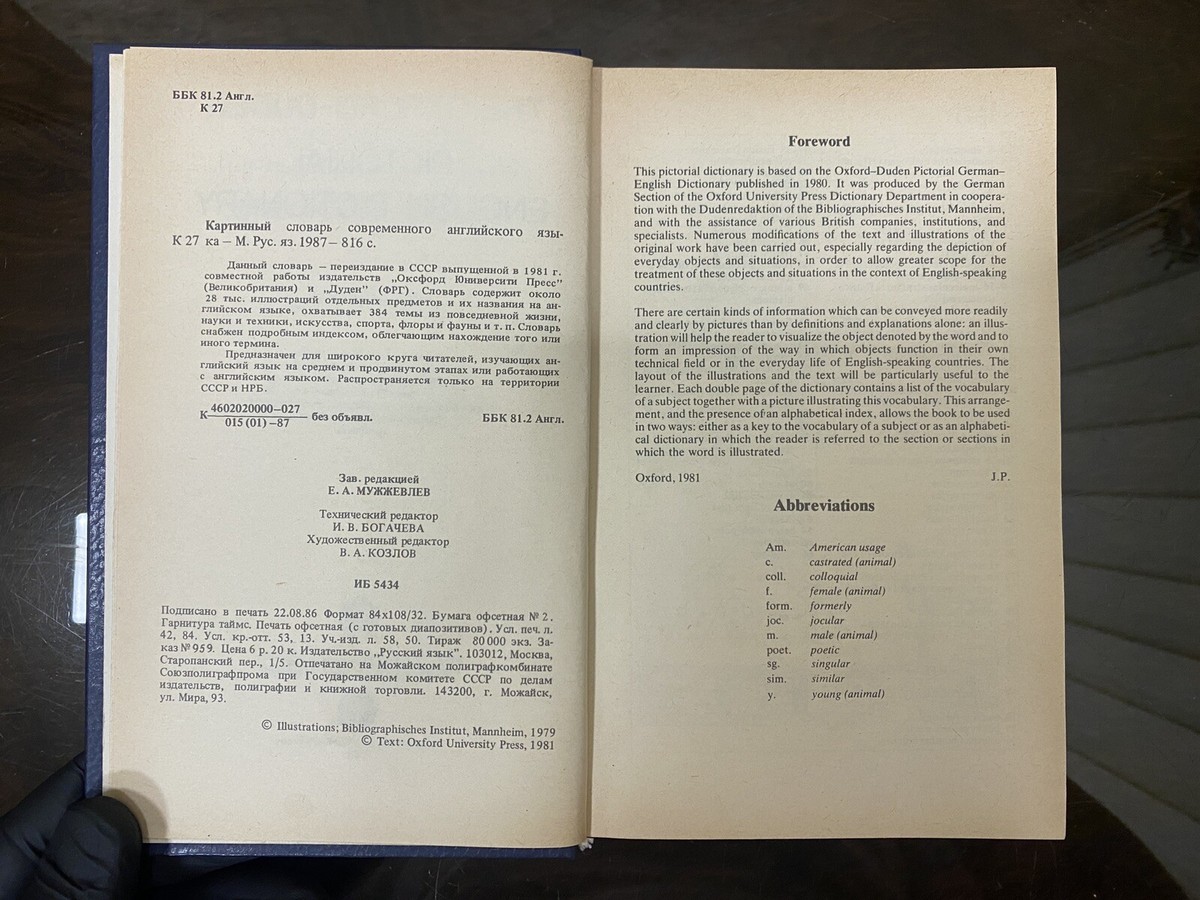 ББК 81.2 Англ.
К 27
Картинный словарь современного английского язы-
К 27 ка — М. Рус. яз. 1987— 816 с.
Данный словарь — переиздание в СССР выпущенной в 1981 г.
совместной работы издательств „Оксфорд Юниверсити Пресс"
(Великобритания) и „Дуден" (ФРГ). Словарь содержит около
28 тыс. иллюстраций отдельных предметов и их названия на ан-
глийском языке, охватывает 384 темы из повседневной жизни,
науки и техники, искусства, спорта, флоры и фауны и т. п. Словарь
снабжен подробным индексом, облегчающим нахождение того или
иного термина.
Предназначен для широкого круга читателей, изучающих ан-
глийский язык на среднем и продвинутом этапах или работающих
с английским языком. Распространяется только на территории
СССР и НРБ.
К 4602020000—027
015 (01) —87 без объявл. ББК 81.2 Англ.
Зав. редакцией
Е. А. МУЖЖЕВЛЕВ
Технический редактор
И. В. БОГАЧЕВА
Художественный редактор
В. А. КОЗЛОВ
ИБ 5434
Подписано в печать 22.08.86 Формат 84х108/32. Бумага офсетная № 2.
Гарнитура таймс. Печать офсетная (с готовых диапозитивов). Усл. печ. л.
42, 84. Усл. кр.-отт. 53, 13. Уч.-изд. л. 58, 50. Тираж 80 000 экз. За-
каз № 959. Цена 6 р. 20 к. Издательство „Русский язык". 103012, Москва,
Старопанский пер., 1/5. Отпечатано на Можайском полиграфкомбинате
Союзполиграфпрома при Государственном комитете СССР по делам
издательств, полиграфии и книжной торговли. 143200, г. Можайск,
ул. Мира, 93.
© Illustrations; Bibliographisches Institut, Mannheim, 1979
© Text: Oxford University Press, 1981
Foreword
This pictorial dictionary is based on the Oxford–Duden Pictorial German–
English Dictionary published in 1980. It was produced by the German
Section of the Oxford University Press Dictionary Department in coopera-
tion with the Dudenredaktion of the Bibliographisches Institut, Mannheim,
and with the assistance of various British companies, institutions, and
specialists. Numerous modifications of the text and illustrations of the
original work have been carried out, especially regarding the depiction of
everyday objects and situations, in order to allow greater scope for the
treatment of these objects and situations in the context of English-speaking
countries.
There are certain kinds of information which can be conveyed more readily
and clearly by pictures than by definitions and explanations alone: an illus-
tration will help the reader to visualize the object denoted by the word and to
form an impression of the way in which objects function in their own
technical field or in the everyday life of English-speaking countries. The
layout of the illustrations and the text will be particularly useful to the
learner. Each double page of the dictionary contains a list of the vocabulary
of a subject together with a picture illustrating this vocabulary. This arrange-
ment, and the presence of an alphabetical index, allows the book to be used
in two ways: either as a key to the vocabulary of a subject or as an alphabeti-
cal dictionary in which the reader is referred to the section or sections in
which the word is illustrated.
Oxford, 1981 J.P.
Abbreviations
Am. American usage
c. castrated (animal)
coll. colloquial
f. female (animal)
form. formerly
joc. jocular
m. male (animal)
poet. poetic
sg. singular
sim. similar
y. young (animal)